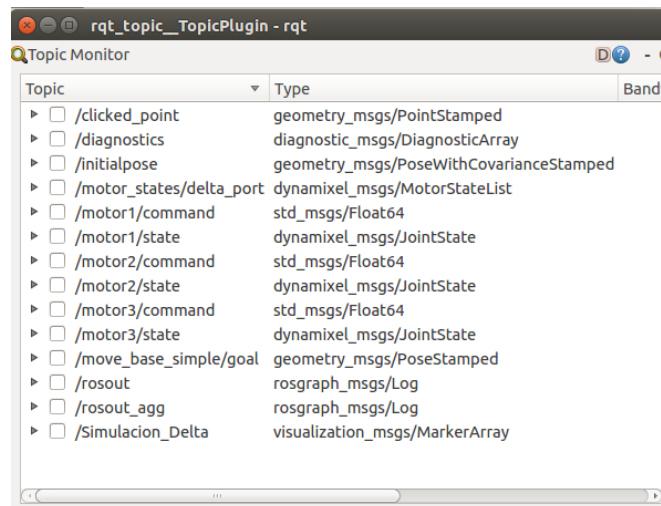 rqt_topic__TopicPlugin - rqt
Topic Monitor D ? -
Topic Type Band
/clicked_point geometry_msgs/PointStamped
/diagnostics diagnostic_msgs/DiagnosticArray
/initialpose geometry_msgs/PoseWithCovarianceStamped
/motor_states/delta_port dynamixel_msgs/MotorStateList
/motor1/command std_msgs/Float64
/motor1/state dynamixel_msgs/JointState
/motor2/command std_msgs/Float64
/motor2/state dynamixel_msgs/JointState
/motor3/command std_msgs/Float64
/motor3/state dynamixel_msgs/JointState
/move_base_simple/goal geometry_msgs/PoseStamped
/rosout rosgraph_msgs/Log
/rosout_agg rosgraph_msgs/Log
/Simulacion_Delta visualization_msgs/MarkerArray